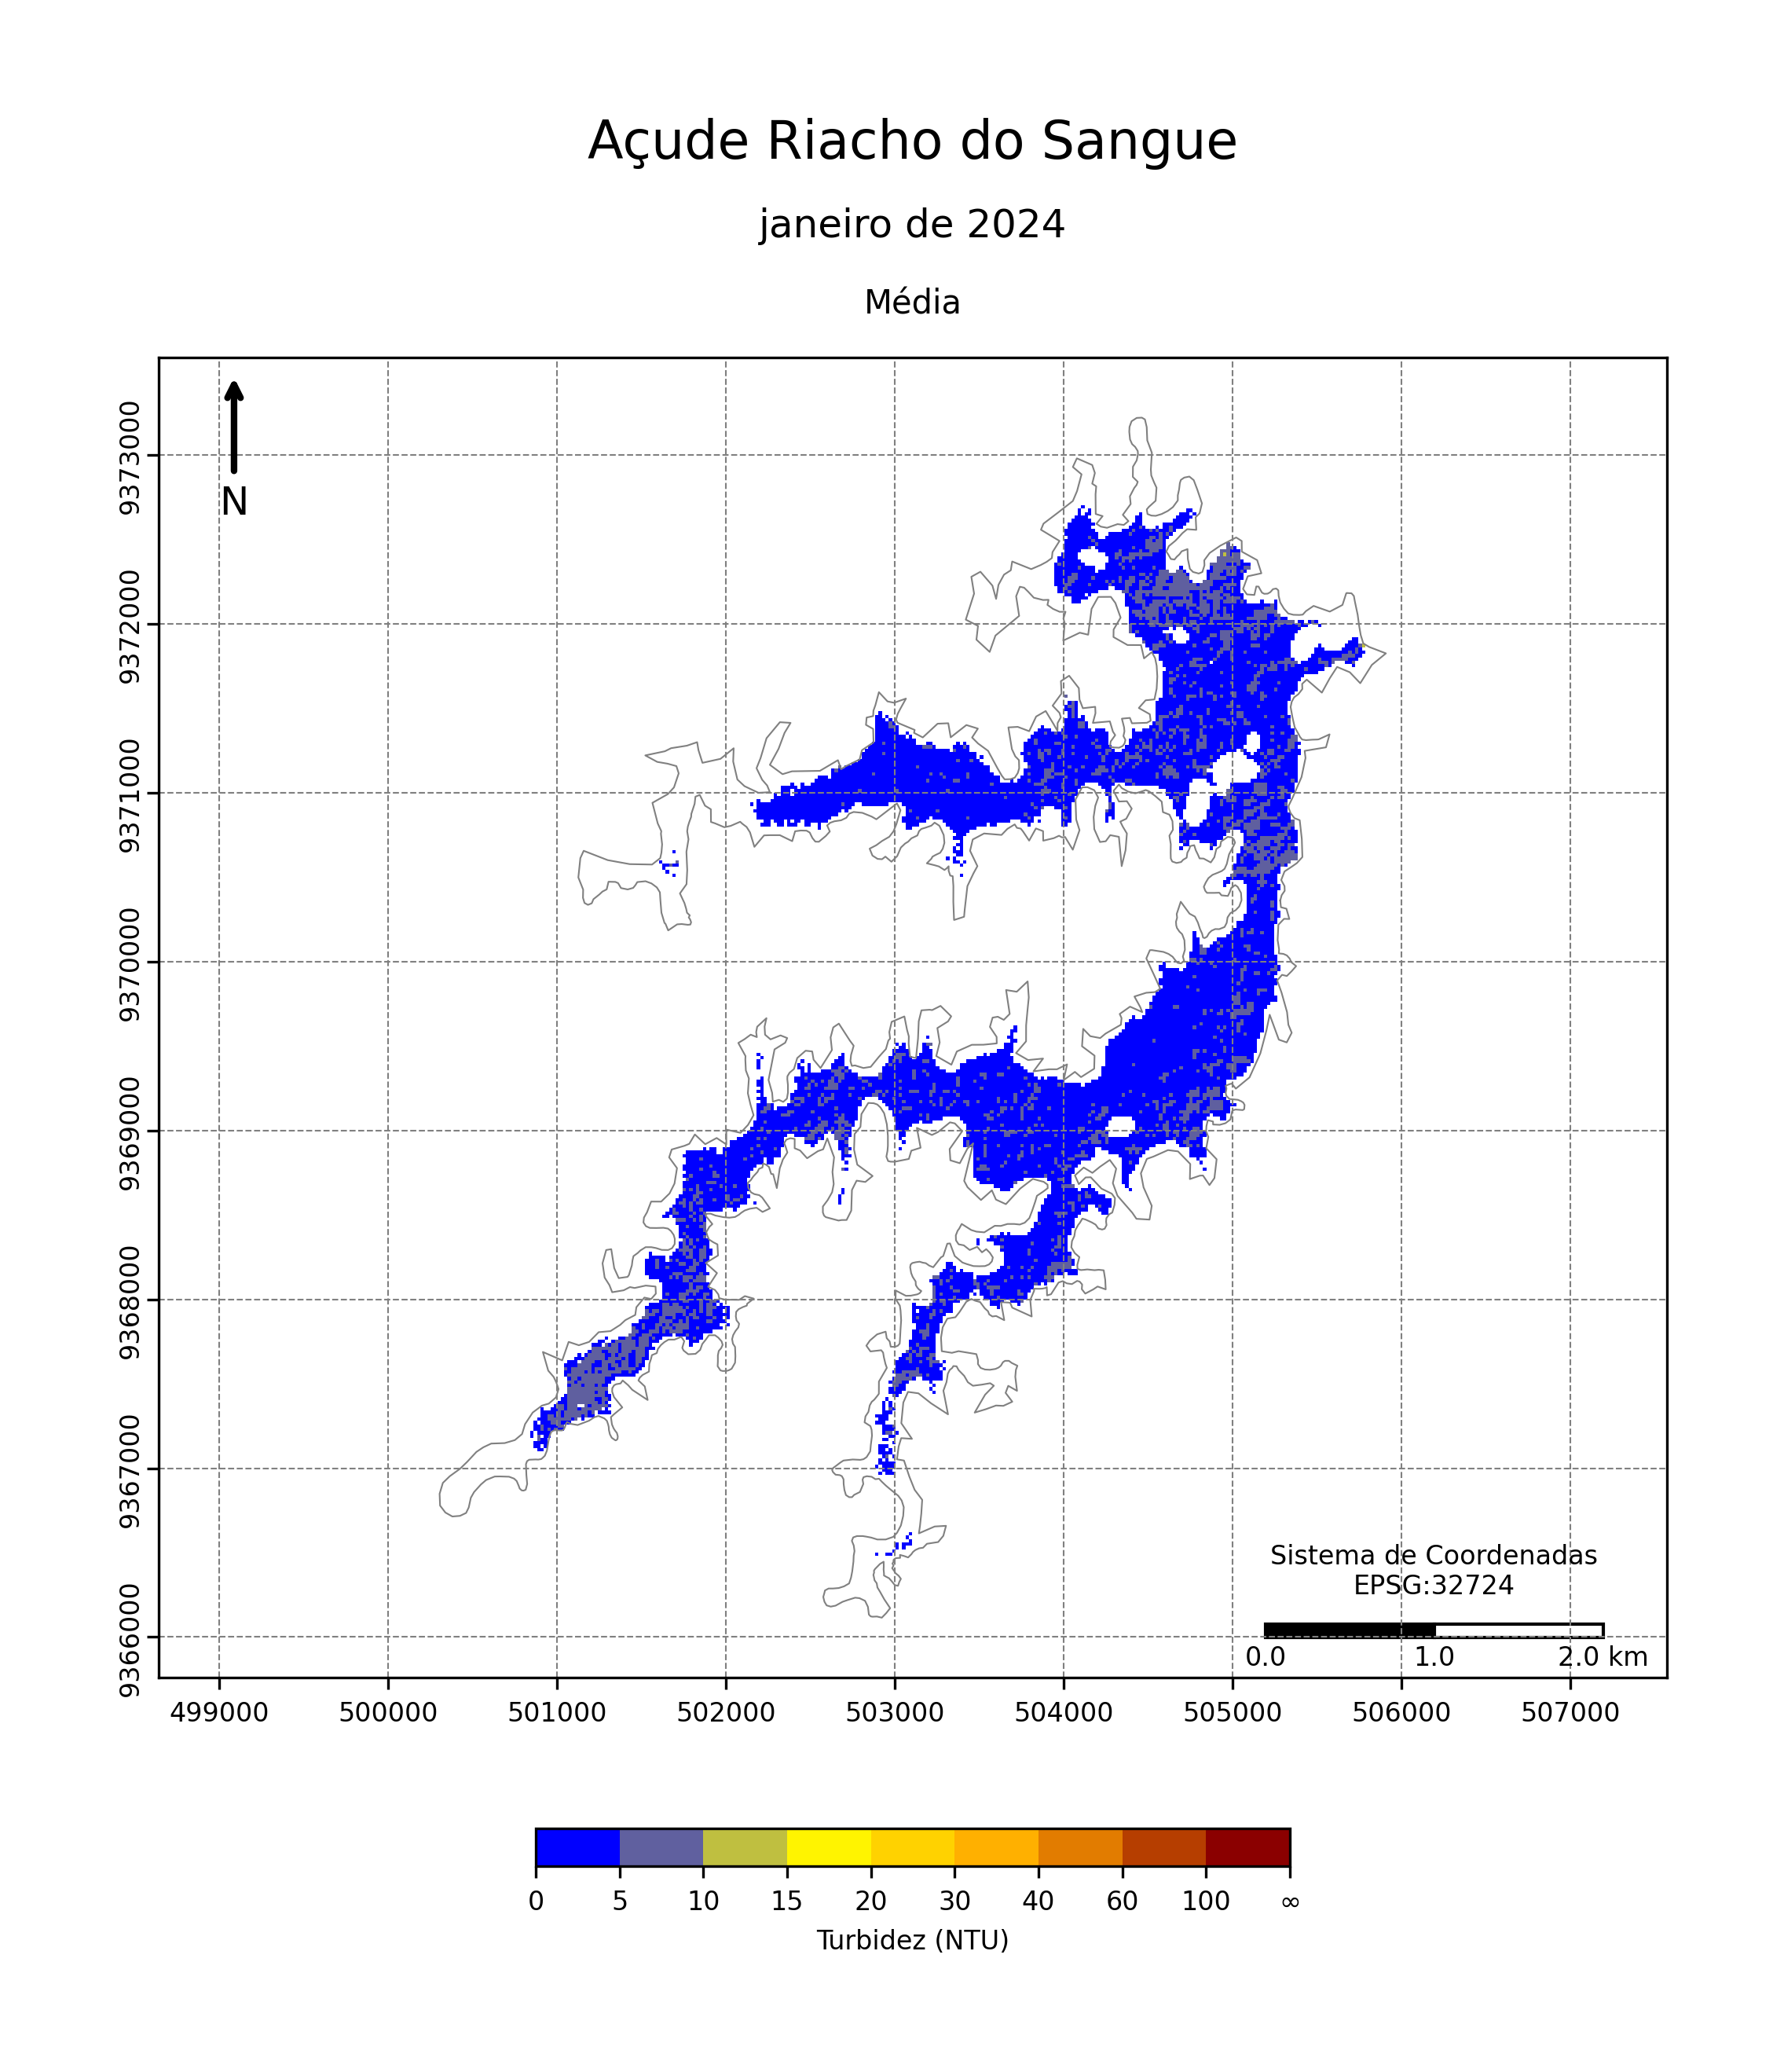 Açude Riacho do Sangue
janeiro de 2024
Média
N
9373000
9372000
9371000
9370000
9369000
9368000
9367000
9366000
Sistema de Coordenadas
EPSG:32724
0.0 1.0 2.0 km
499000 500000 501000 502000 503000 504000 505000 506000 507000
0 5 10 15 20 30 40 60 100 ∞
Turbidez (NTU)